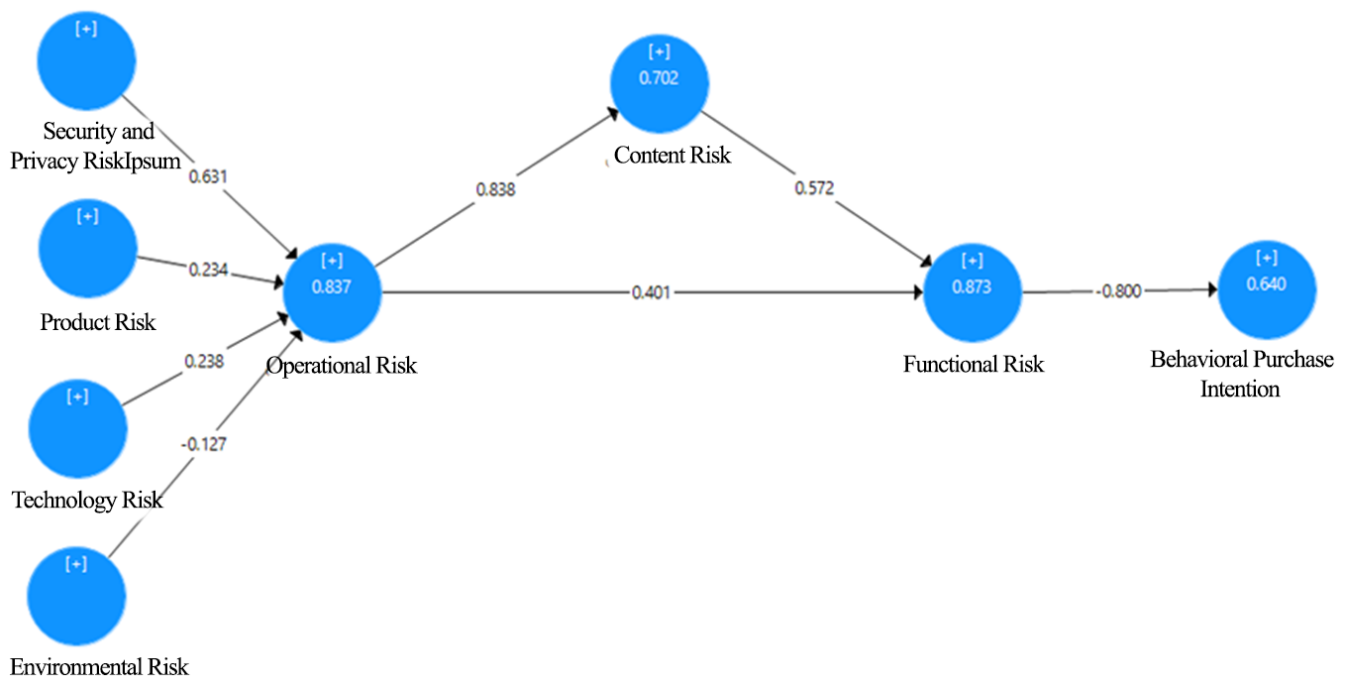 [+]
Security and
Privacy RiskIpsum
0.631
[+]
Product Risk
0.234
[+]
Technology Risk
0.238
[+]
Environmental Risk
-0.127
[+]
0.837
Operational Risk
0.838
[+]
0.702
Content Risk
0.572
0.401
[+]
0.873
Functional Risk
-0.800
[+]
0.640
Behavioral Purchase
Intention